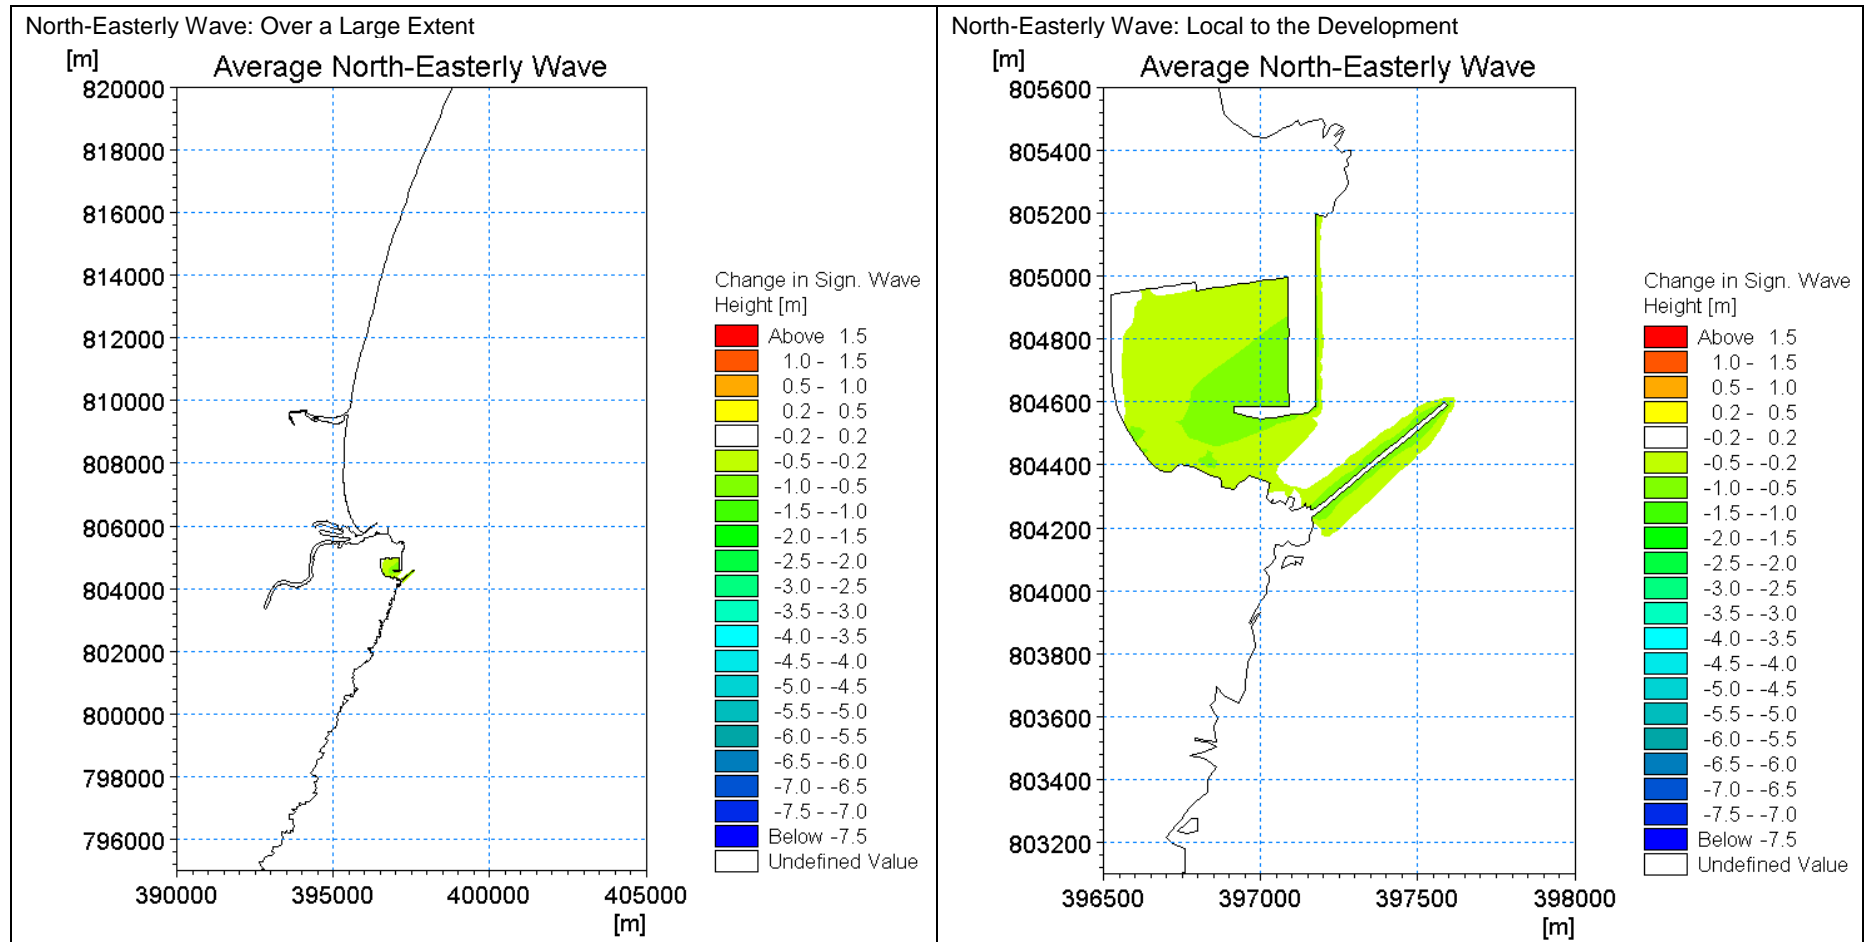 North-Easterly Wave: Over a Large Extent
[m]
Average North-Easterly Wave
820000
818000
816000
814000
812000
810000
808000
806000
804000
802000
800000
798000
796000
390000 395000 400000 405000
[m]
Change in Sign. Wave
Height [m]
Above 1.5
1.0 - 1.5
0.5 - 1.0
0.2 - 0.5
-0.2 - 0.2
-0.5 - -0.2
-1.0 - -0.5
-1.5 - -1.0
-2.0 - -1.5
-2.5 - -2.0
-3.0 - -2.5
-3.5 - -3.0
-4.0 - -3.5
-4.5 - -4.0
-5.0 - -4.5
-5.5 - -5.0
-6.0 - -5.5
-6.5 - -6.0
-7.0 - -6.5
-7.5 - -7.0
Below -7.5
Undefined Value
North-Easterly Wave: Local to the Development
[m]
Average North-Easterly Wave
805600
805400
805200
805000
804800
804600
804400
804200
804000
803800
803600
803400
803200
396500 397000 397500 398000
[m]
Change in Sign. Wave
Height [m]
Above 1.5
1.0 - 1.5
0.5 - 1.0
0.2 - 0.5
-0.2 - 0.2
-0.5 - -0.2
-1.0 - -0.5
-1.5 - -1.0
-2.0 - -1.5
-2.5 - -2.0
-3.0 - -2.5
-3.5 - -3.0
-4.0 - -3.5
-4.5 - -4.0
-5.0 - -4.5
-5.5 - -5.0
-6.0 - -5.5
-6.5 - -6.0
-7.0 - -6.5
-7.5 - -7.0
Below -7.5
Undefined Value